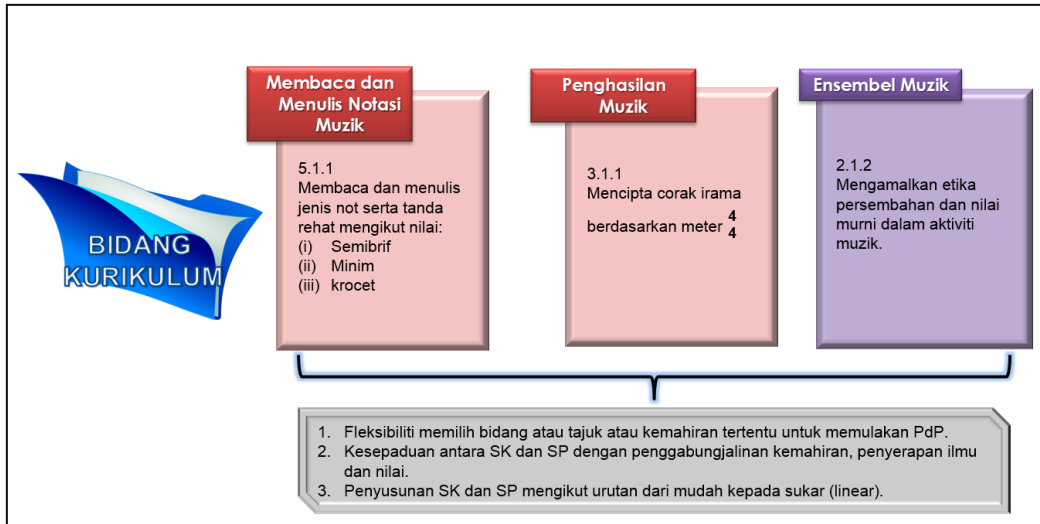 BIDANG
KURIKULUM
Membaca dan
Menulis Notasi
Muzik
5.1.1
Membaca dan menulis
jenis not serta tanda
rehat mengikut nilai:
(i) Semibrif
(ii) Minim
(iii) krocet
Penghasilan
Muzik
3.1.1
Mencipta corak irama
berdasarkan meter 4
4
Ensembel Muzik
2.1.2
Mengamalkan etika
persembahan dan nilai
murni dalam aktiviti
muzik.
1. Fleksibiliti memilih bidang atau tajuk atau kemahiran tertentu untuk memulakan PdP.
2. Kesepaduan antara SK dan SP dengan penggabungjalinan kemahiran, penyerapan ilmu
dan nilai.
3. Penyusunan SK dan SP mengikut urutan dari mudah kepada sukar (linear).